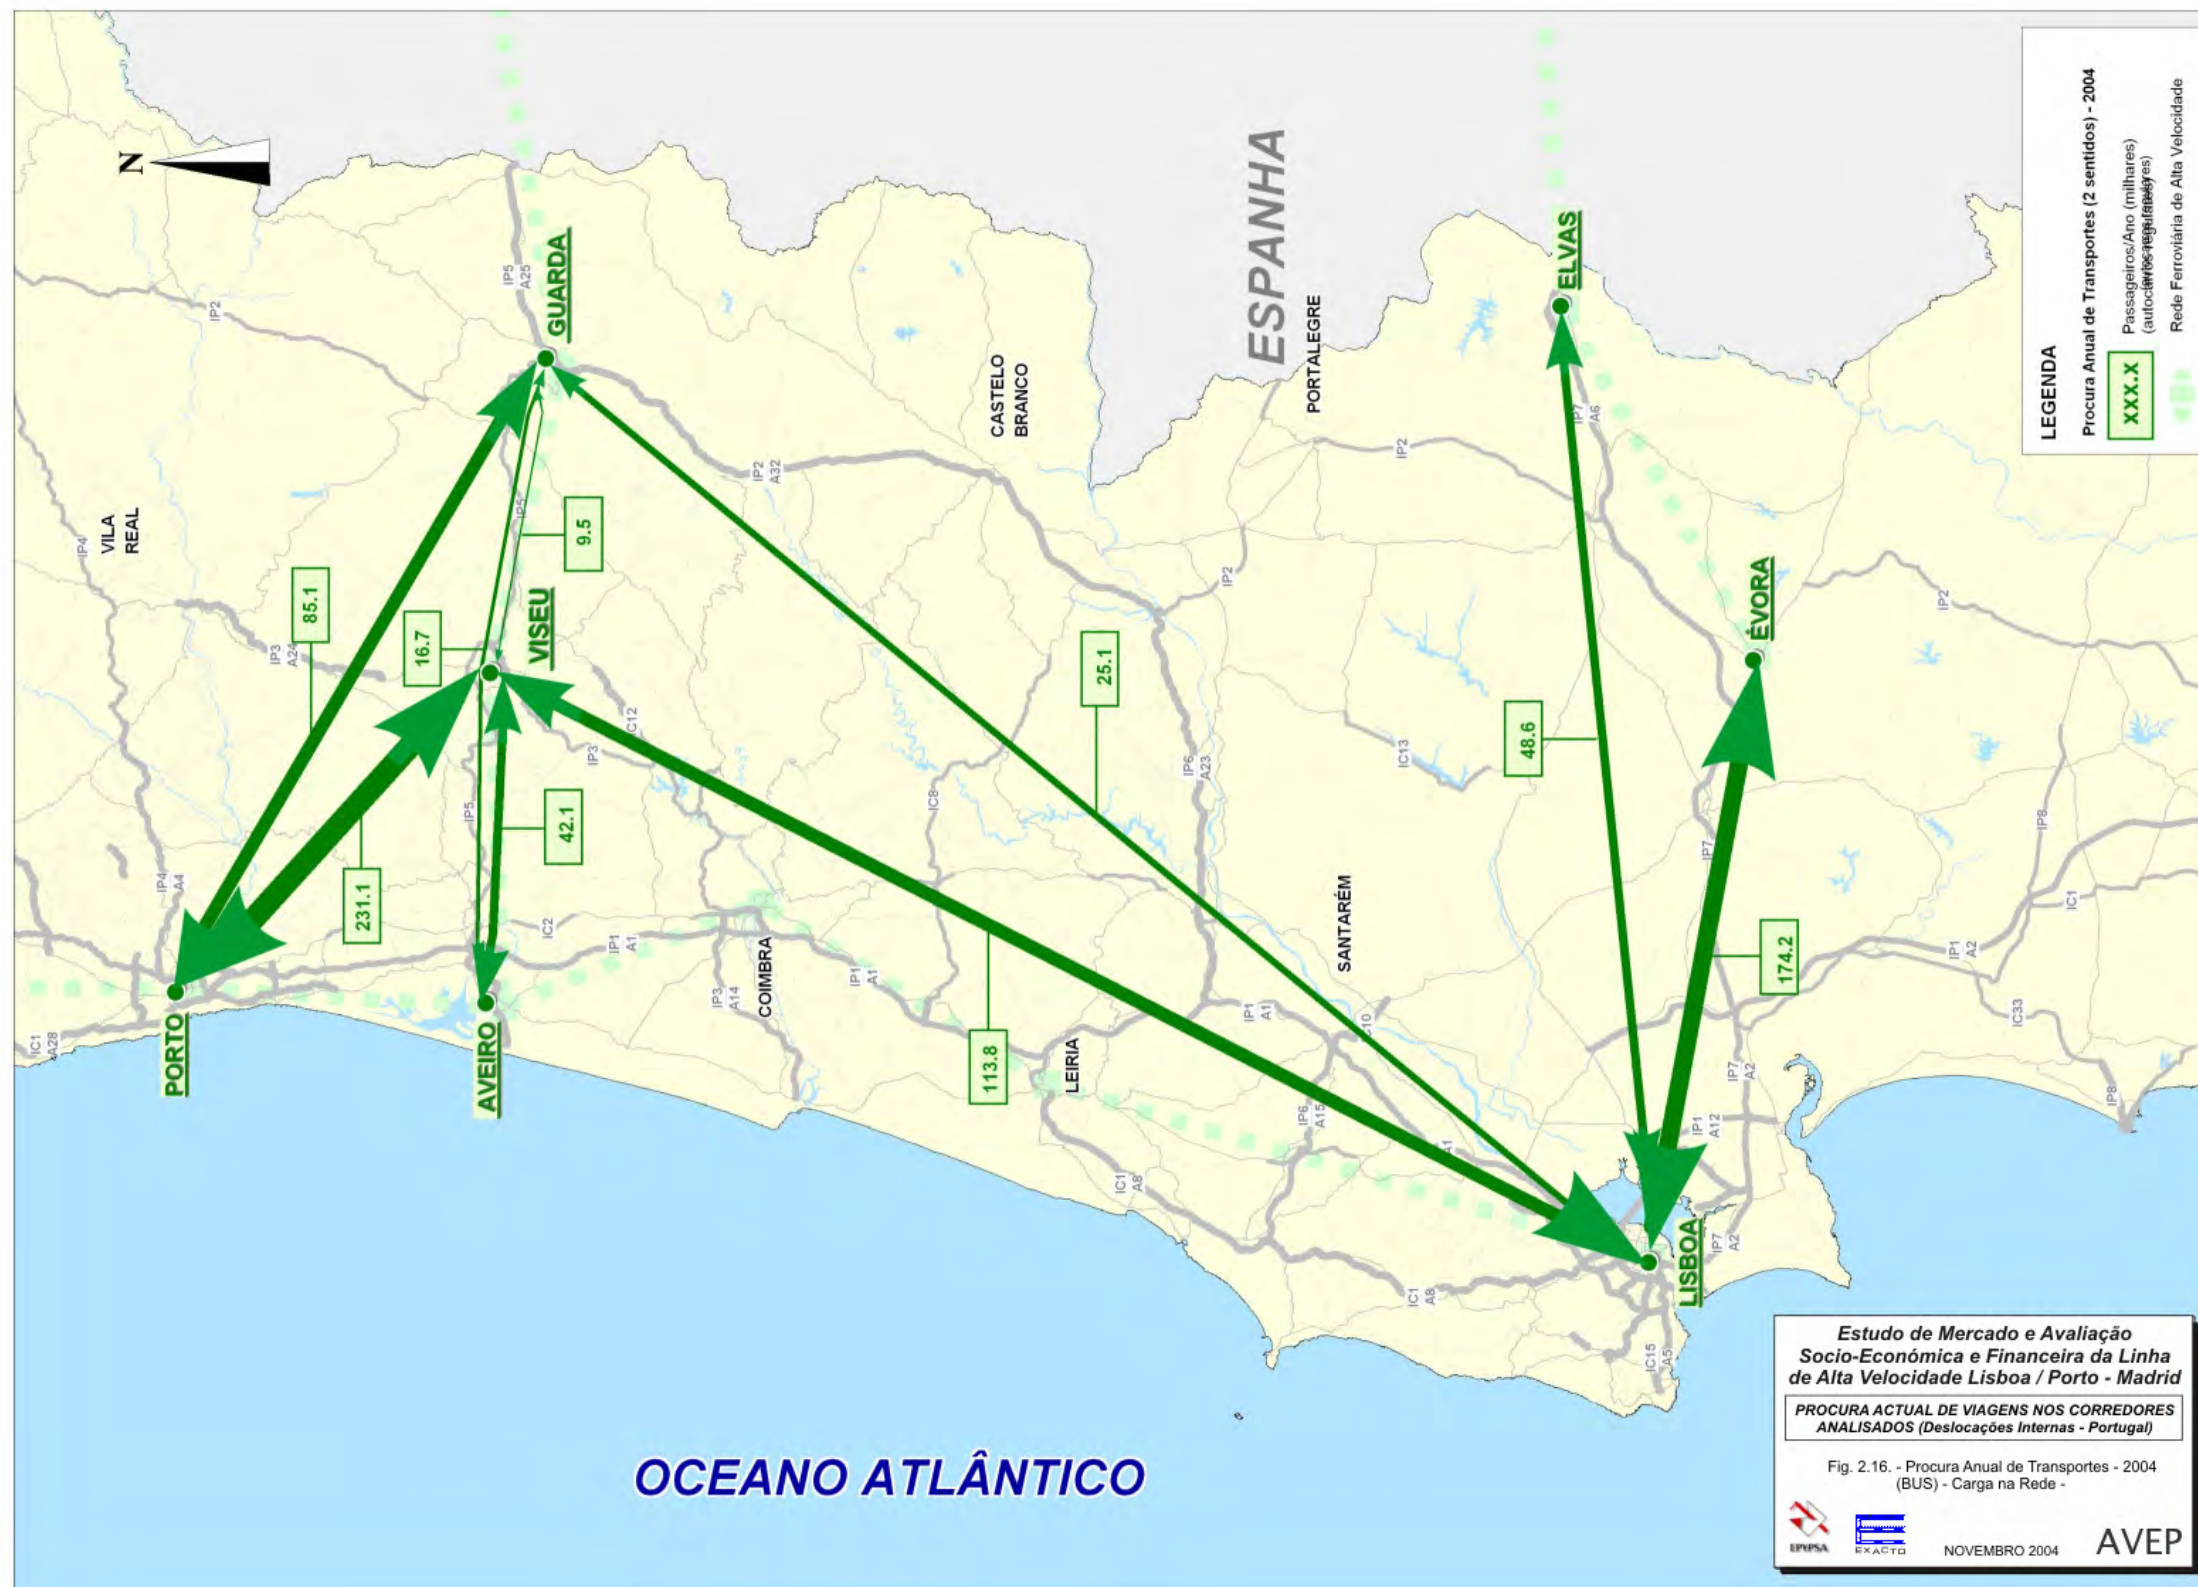 N
ESPANHA
OCEANO ATLÂNTICO
PORTO
AVEIRO
VISEU
GUARDA
LISBOA
ÉVORA
ELVAS
VILA
REAL
COIMBRA
LEIRIA
CASTELO
BRANCO
PORTALEGRE
SANTARÉM
85.1
16.7
9.5
231.1
42.1
25.1
113.8
48.6
174.2
IP4
IP2
IP5
A25
IP3
A24
IP5
IP4
A4
IP5
IC12
IP3
IC2
IP1
A1
IC1
A28
IP3
A14
IP1
A1
IP2
A32
IC8
IP6
A23
IP2
IC13
IP2
IP7
A6
IP7
IP2
IP8
IC1
IP1
A2
IC33
IP8
IP1
A1
IP6
A15
A1
IC1
A8
IC1
A8
IP1
A12
IP7
A2
IP7
A2
IC15
A5
LEGENDA
Procura Anual de Transportes (2 sentidos) - 2004
XXX.X
Passageiros/Ano (milhares)
Rede Ferroviária de Alta Velocidade
Estudo de Mercado e Avaliação
Socio-Económica e Financeira da Linha
de Alta Velocidade Lisboa / Porto - Madrid
PROCURA ACTUAL DE VIAGENS NOS CORREDORES
ANALISADOS (Deslocações Internas - Portugal)
Fig. 2.16. - Procura Anual de Transportes - 2004
(BUS) - Carga na Rede -
EPYPSA
EXACTO
NOVEMBRO 2004
AVEP